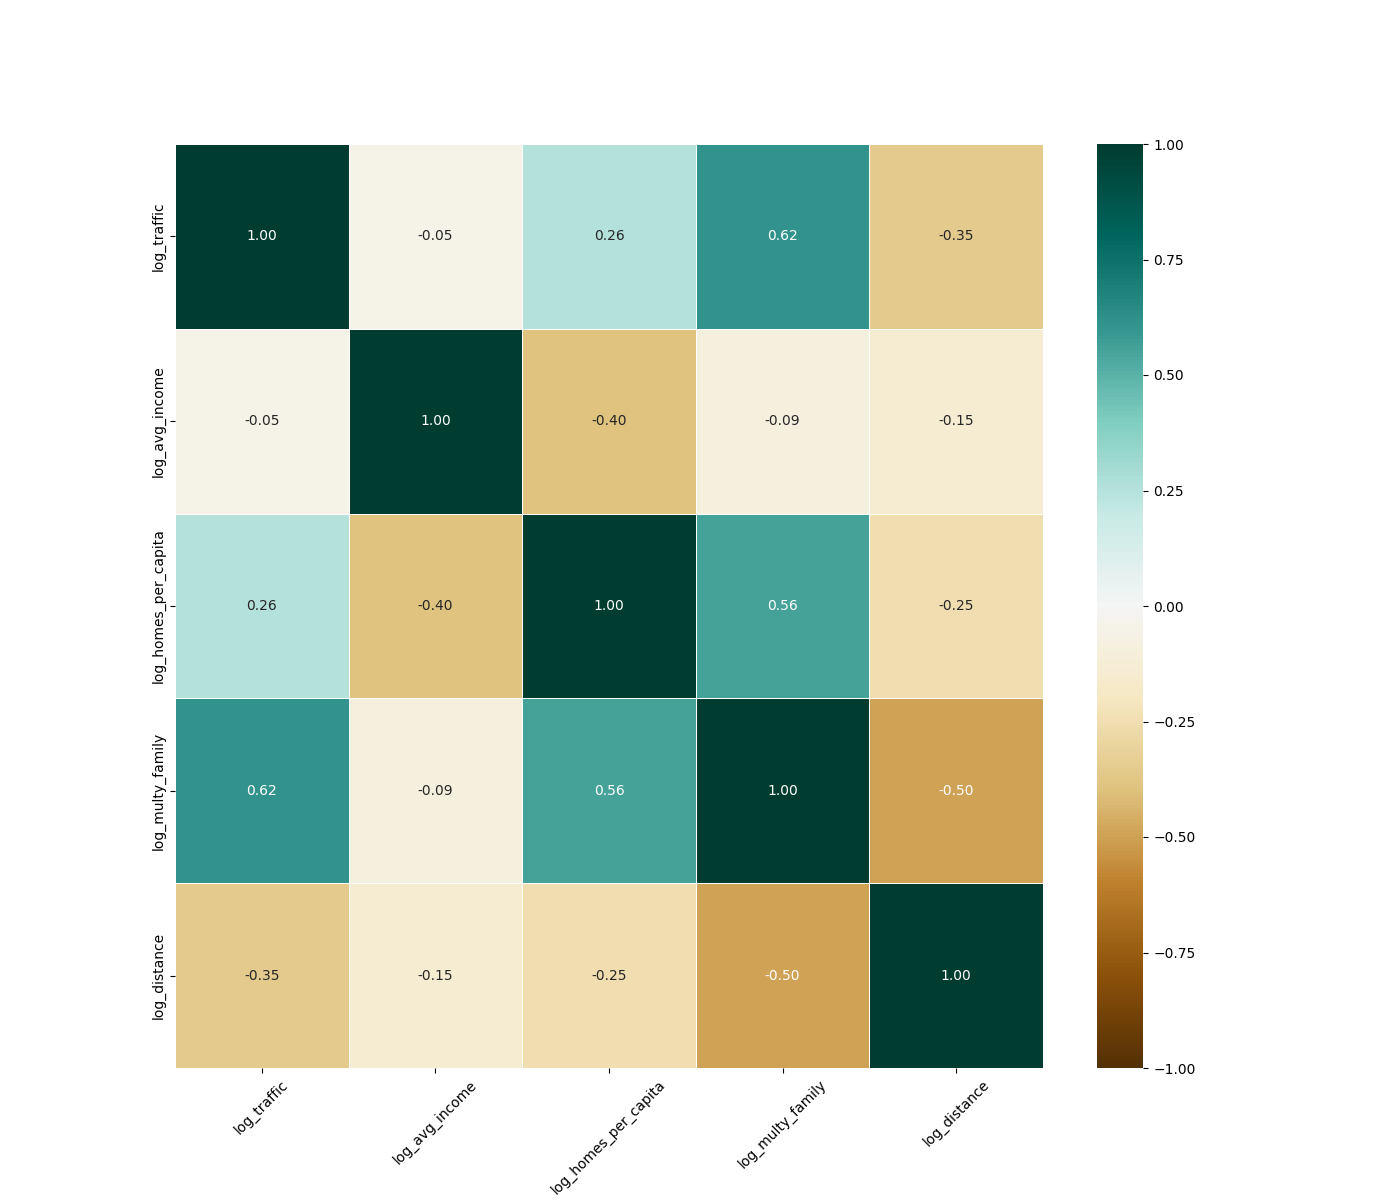 log_traffic 1.00 -0.05 0.26 0.62 -0.35
log_avg_income -0.05 1.00 -0.40 -0.09 -0.15
log_homes_per_capita 0.26 -0.40 1.00 0.56 -0.25
log_multy_family 0.62 -0.09 0.56 1.00 -0.50
log_distance -0.35 -0.15 -0.25 -0.50 1.00
log_traffic log_avg_income log_homes_per_capita log_multy_family log_distance
1.00
0.75
0.50
0.25
0.00
−0.25
−0.50
−0.75
−1.00